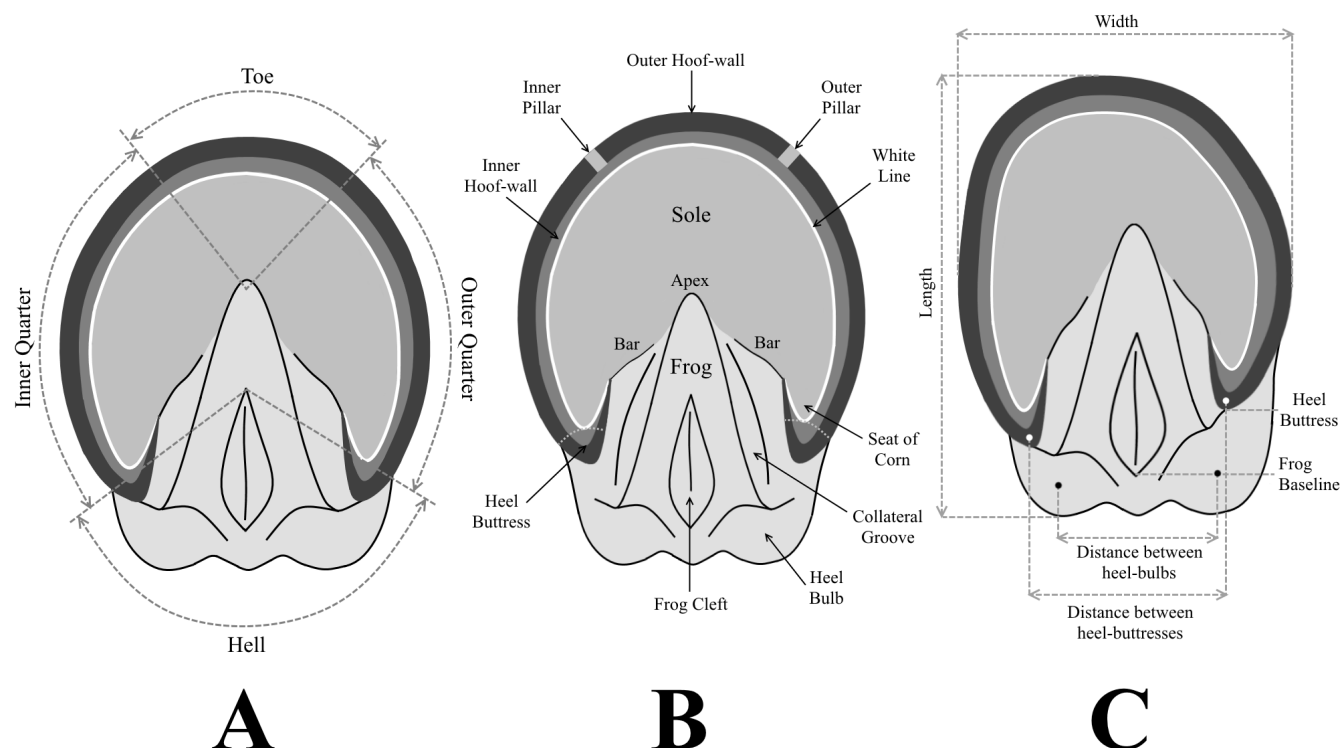 Toe
Inner Quarter
Outer Quarter
Hell
A
Outer Hoof-wall
Inner
Pillar
Outer
Pillar
Inner
Hoof-wall
White
Line
Sole
Apex
Bar
Bar
Frog
Seat of
Corn
Heel
Buttress
Collateral
Groove
Frog Cleft
Heel
Bulb
B
Width
Length
Heel
Buttress
Frog
Baseline
Distance between
heel-bulbs
Distance between
heel-buttresses
C